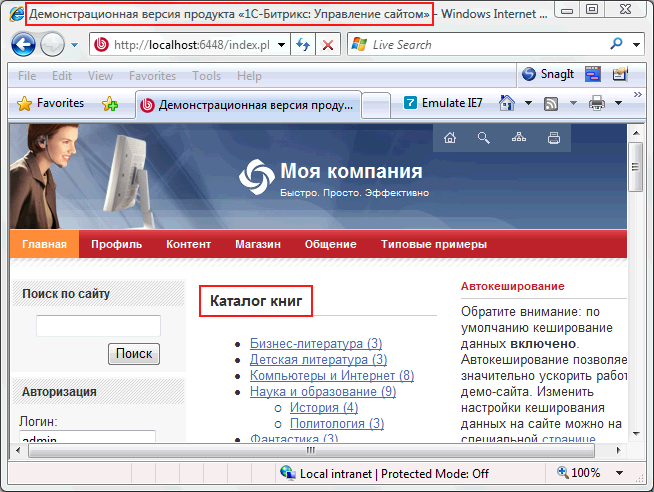 Демонстрационная версия продукта «1С-Битрикс: Управление сайтом» - Windows Internet ...
http://localhost:6448/index.pl
Live Search
File Edit View Favorites Tools Help
SnagIt
Favorites
Демонстрационная версия проду...
Emulate IE7
Моя компания
Быстро. Просто. Эффективно
Главная Профиль Контент Магазин Общение Типовые примеры
Поиск по сайту
Поиск
Авторизация
Логин:
admin
Каталог книг
Бизнес-литература (3)
Детская литература (3)
Компьютеры и Интернет (8)
Наука и образование (9)
История (4)
Политология (3)
Фантастика (3)
Автокеширование
Обратите внимание: по
умолчанию кеширование
данных включено.
Автокеширование позволяе
значительно ускорить работ
демо-сайта. Изменить
настройки кеширования
данных на сайте можно на
специальной странице
Local intranet | Protected Mode: Off
100%